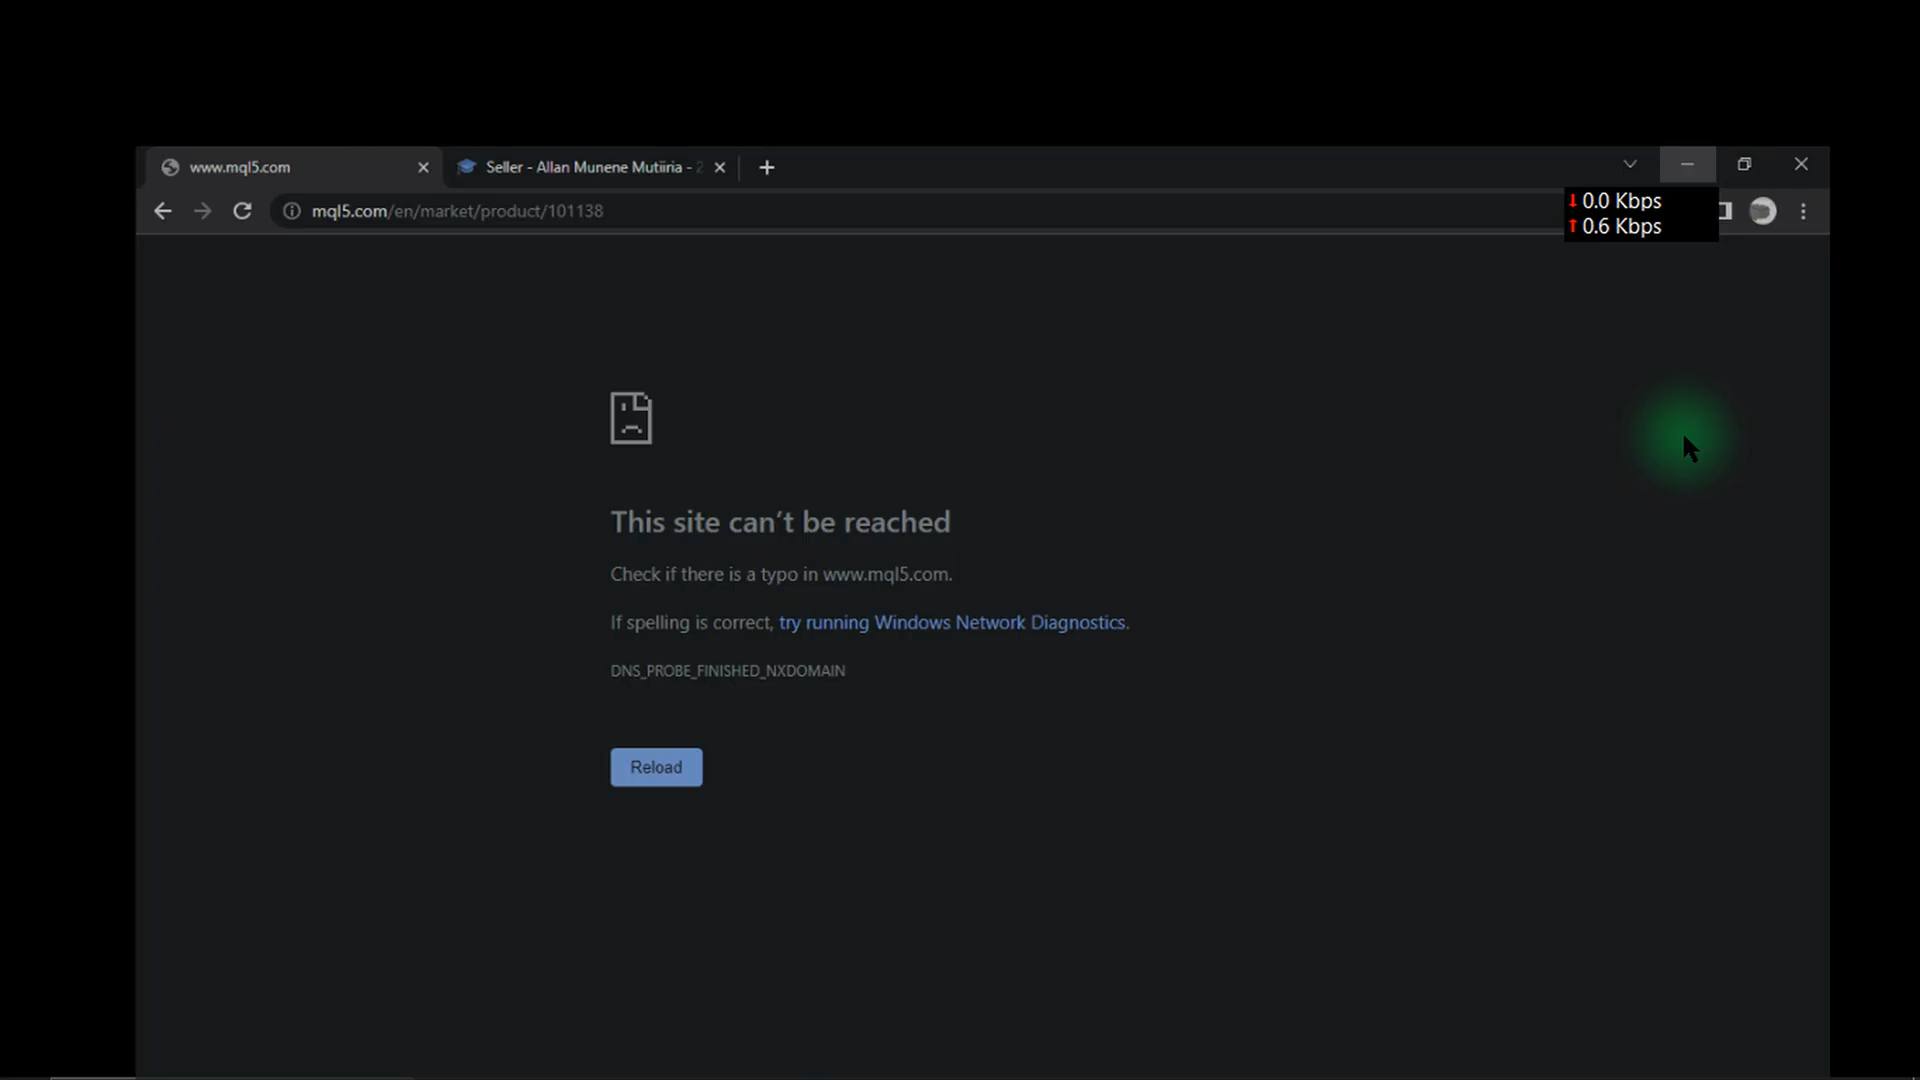 www.mql5.com
Seller - Allan Munene Mutiiria - 2
mql5.com/en/market/product/101138
0.0 Kbps
0.6 Kbps
This site can't be reached
Check if there is a typo in www.mql5.com.
If spelling is correct, try running Windows Network Diagnostics.
DNS_PROBE_FINISHED_NXDOMAIN
Reload